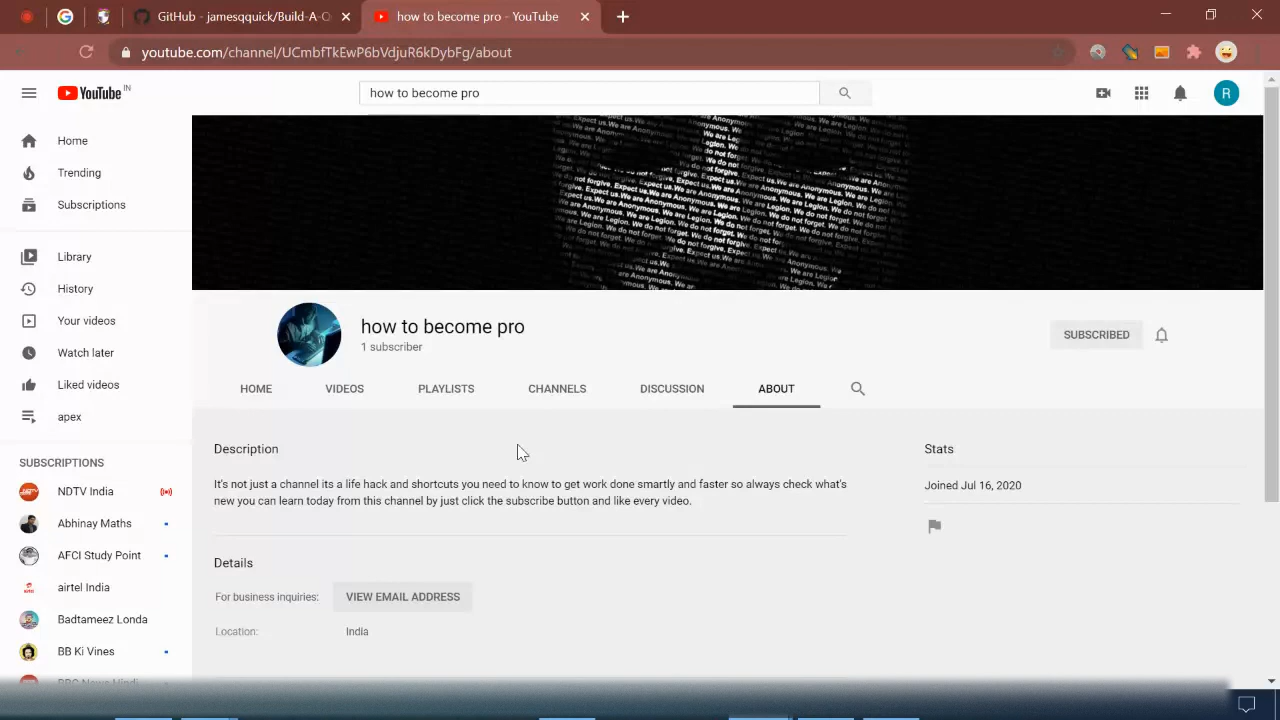 GitHub - jamesqquick/Build-A-Q
how to become pro - YouTube
youtube.com/channel/UCmbfTkEwP6bVdjuR6kDybFg/about
YouTube IN
how to become pro
R
Home
Trending
Subscriptions
Library
History
Your videos
Watch later
Liked videos
apex
SUBSCRIPTIONS
NDTV India
Abhinay Maths
AFCI Study Point
airtel India
Badtameez Londa
BB Ki Vines
BBC News Hindi
how to become pro
1 subscriber
SUBSCRIBED
HOME
VIDEOS
PLAYLISTS
CHANNELS
DISCUSSION
ABOUT
Description
It's not just a channel its a life hack and shortcuts you need to know to get work done smartly and faster so always check what's
new you can learn today from this channel by just click the subscribe button and like every video.
Details
For business inquiries:
VIEW EMAIL ADDRESS
Location:
India
Stats
Joined Jul 16, 2020